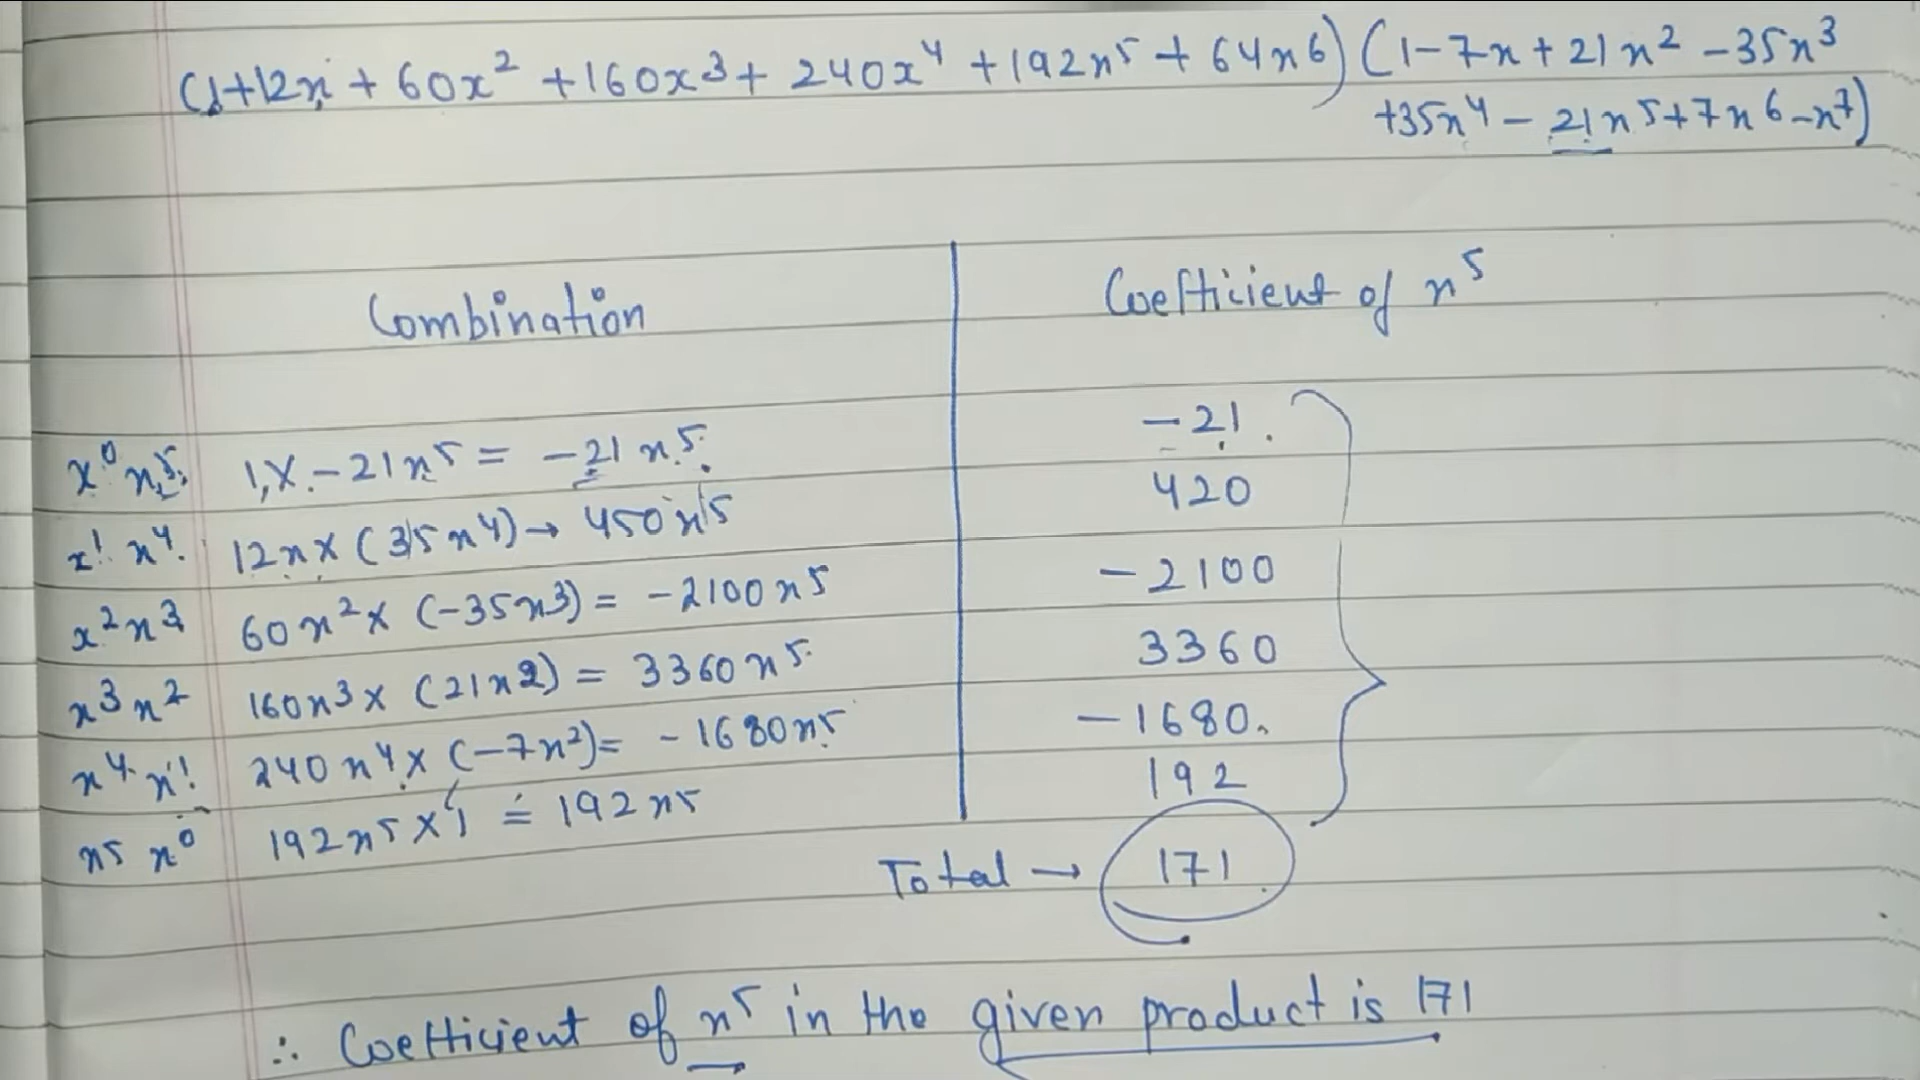 (1+12x + 60x² + 160x³ + 240x⁴ + 192x⁵ + 64x⁶) (1-7x+21x² -35x³
+35x⁴ - 21x⁵+7x⁶-x⁷)
Combination Coefficient of x⁵
x⁰ x⁵ 1 x -21x⁵ = -21x⁵ -21
x¹ x⁴ 12x × (35x⁴) → 450x⁵ 420
x² x³ 60x² × (-35x³) = -2100x⁵ -2100
x³ x² 160x³ × (21x²) = 3360x⁵ 3360
x⁴ x¹ 240x⁴ × (-7x²) = -1680x⁵ -1680
x⁵ x⁰ 192x⁵ × 1 = 192x⁵ 192
Total → 171
∴ Coefficient of x⁵ in the given product is 171